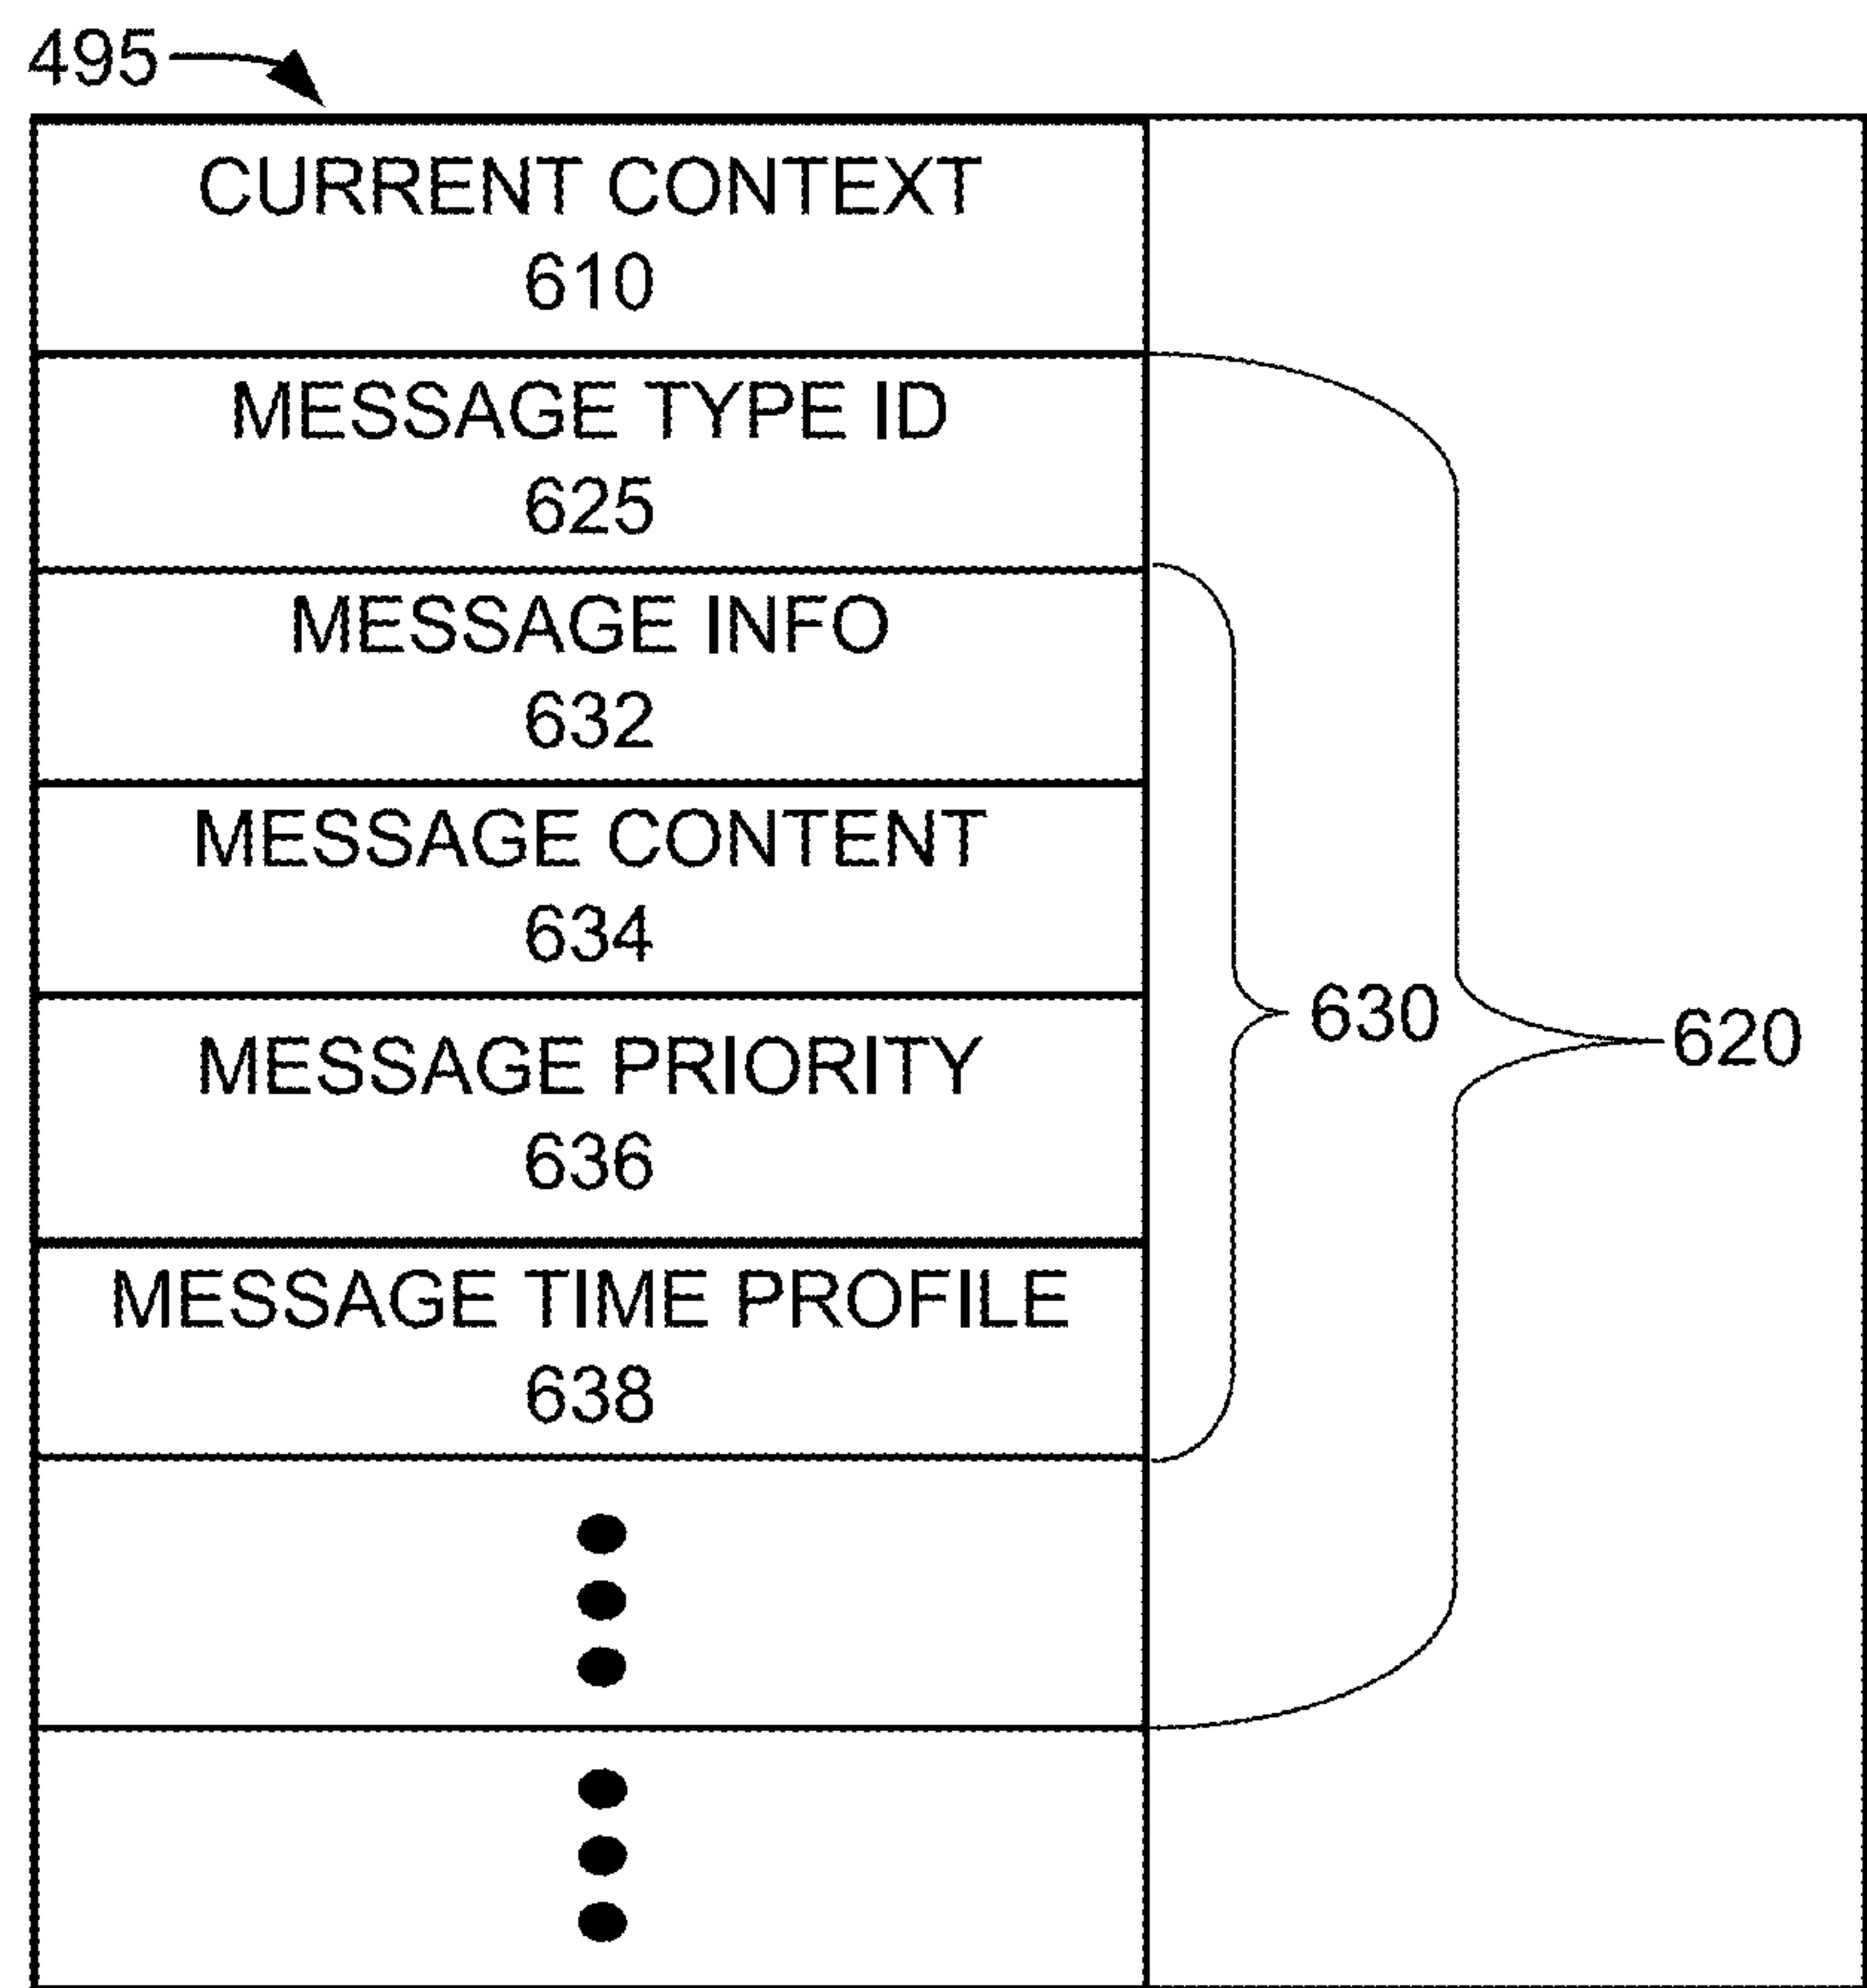 495
CURRENT CONTEXT
610
MESSAGE TYPE ID
625
MESSAGE INFO
632
MESSAGE CONTENT
634
MESSAGE PRIORITY
636
MESSAGE TIME PROFILE
638
630
620